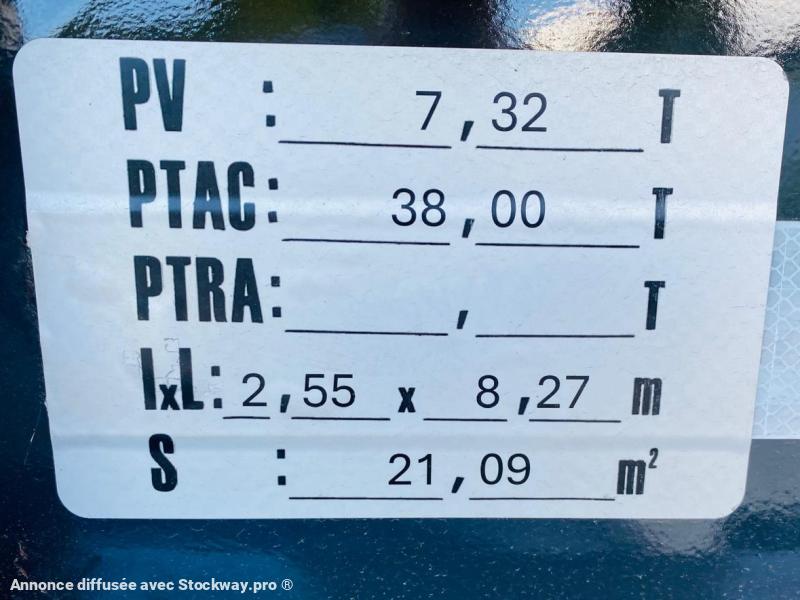 PV : 7,32 T
PTAC: 38,00 T
PTRA: , T
lxL: 2,55 x 8,27 m
S : 21,09 m²
Annonce diffusée avec Stockway.pro ®